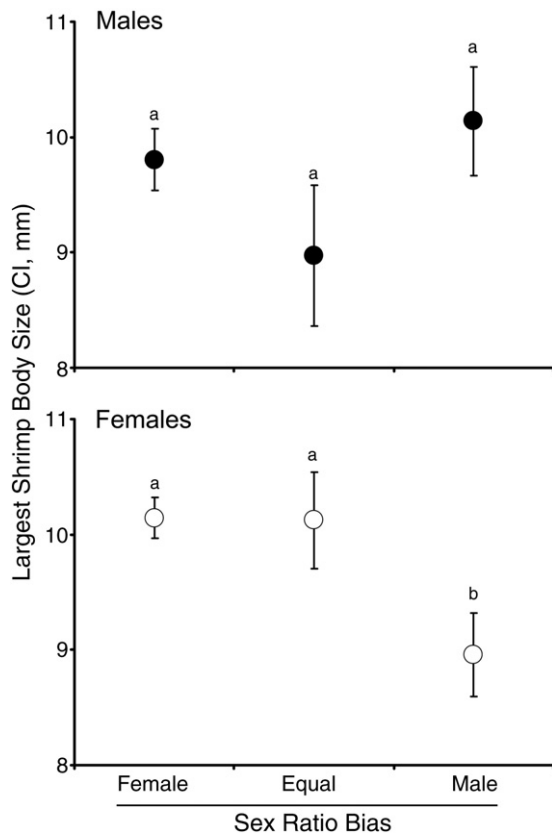 Largest Shrimp Body Size (Cl, mm)
Males
11
10
9
8
a
a
a
Females
11
10
9
8
a
a
b
Female Equal Male
Sex Ratio Bias